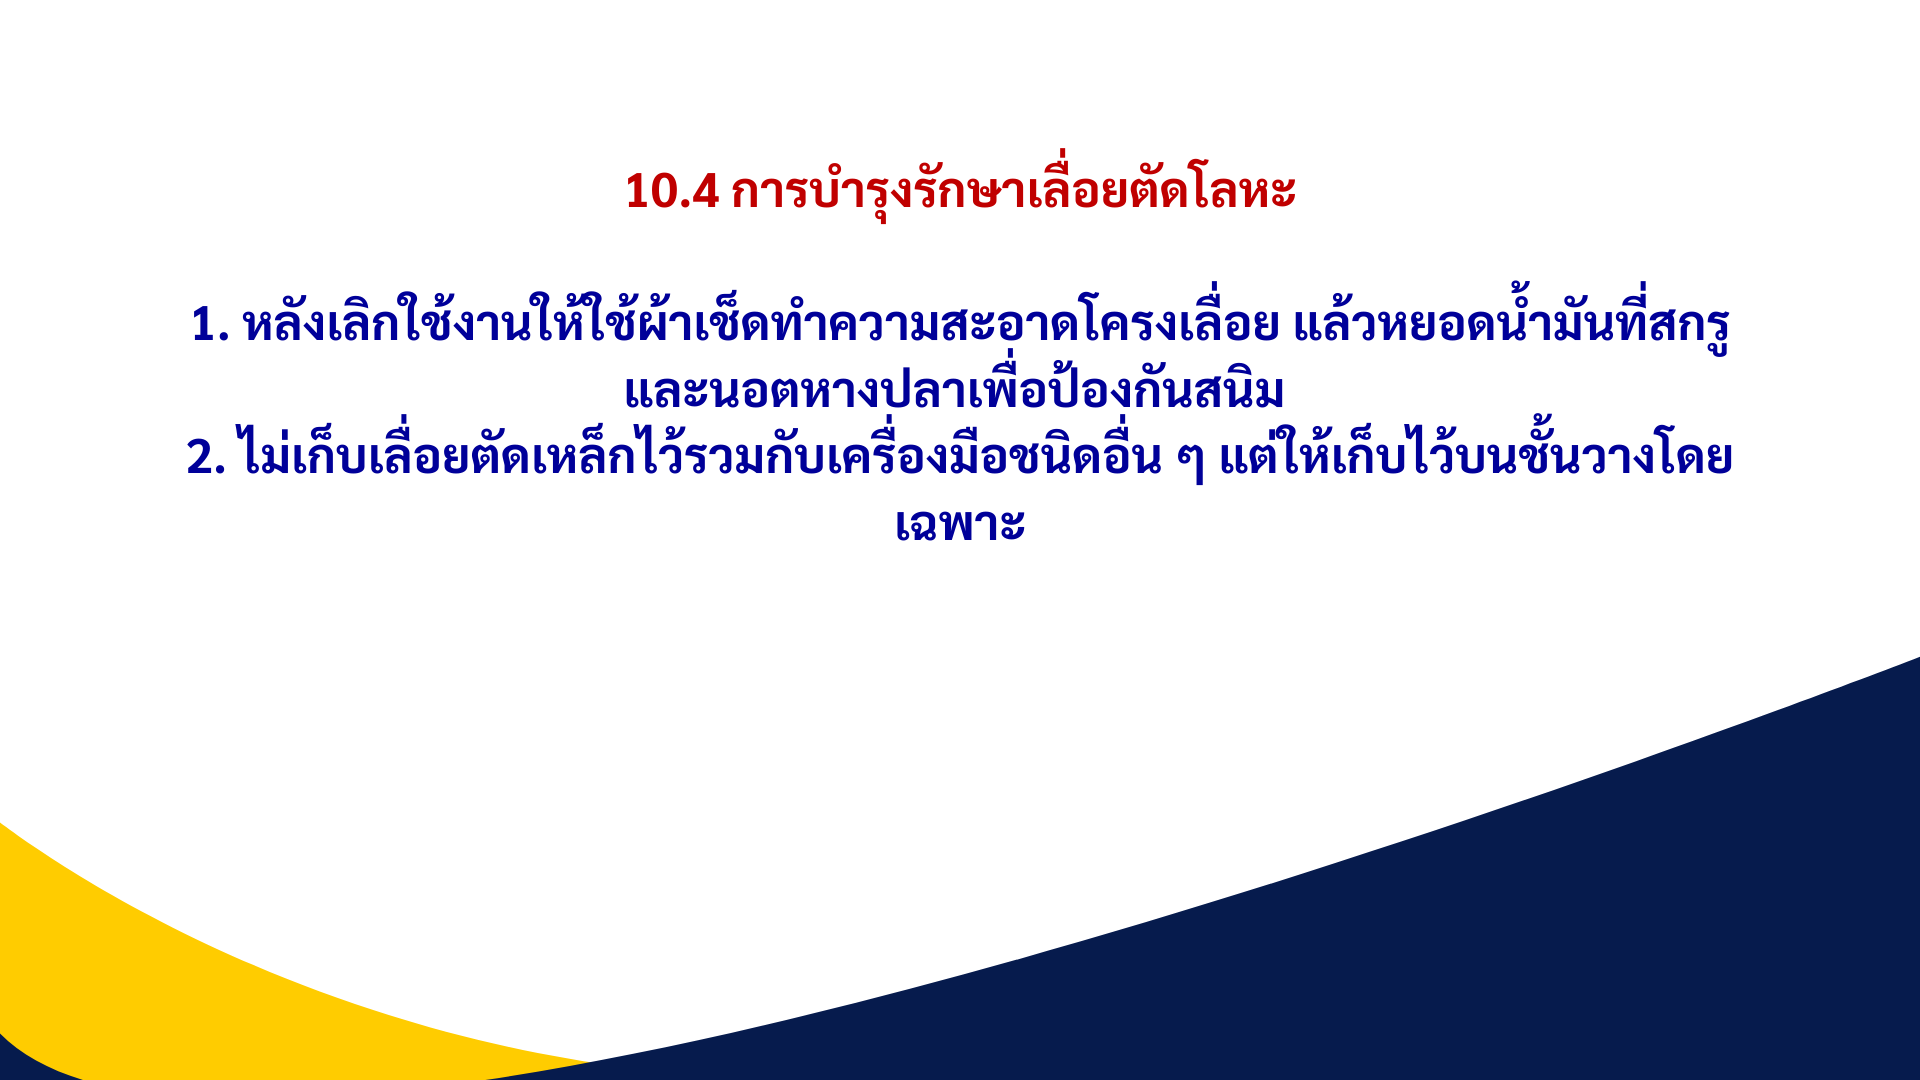 10.4 การบำรุงรักษาเลื่อยตัดโลหะ
1. หลังเลิกใช้งานให้ใช้ผ้าเช็ดทำความสะอาดโครงเลื่อย แล้วหยอดน้ำมันที่สกรู
และนอตหางปลาเพื่อป้องกันสนิม
2. ไม่เก็บเลื่อยตัดเหล็กไว้รวมกับเครื่องมือชนิดอื่น ๆ แต่ให้เก็บไว้บนชั้นวางโดย
เฉพาะ